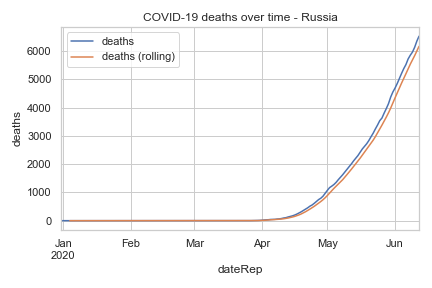 COVID-19 deaths over time - Russia
deaths
deaths (rolling)
6000
5000
4000
3000
2000
1000
0
deaths
Jan
2020
Feb
Mar
Apr
May
Jun
dateRep